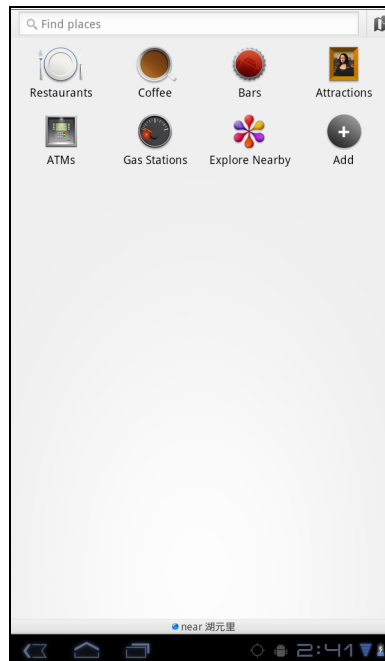 Find places
Restaurants Coffee Bars Attractions
ATMs Gas Stations Explore Nearby Add
near 湖元里
2:41